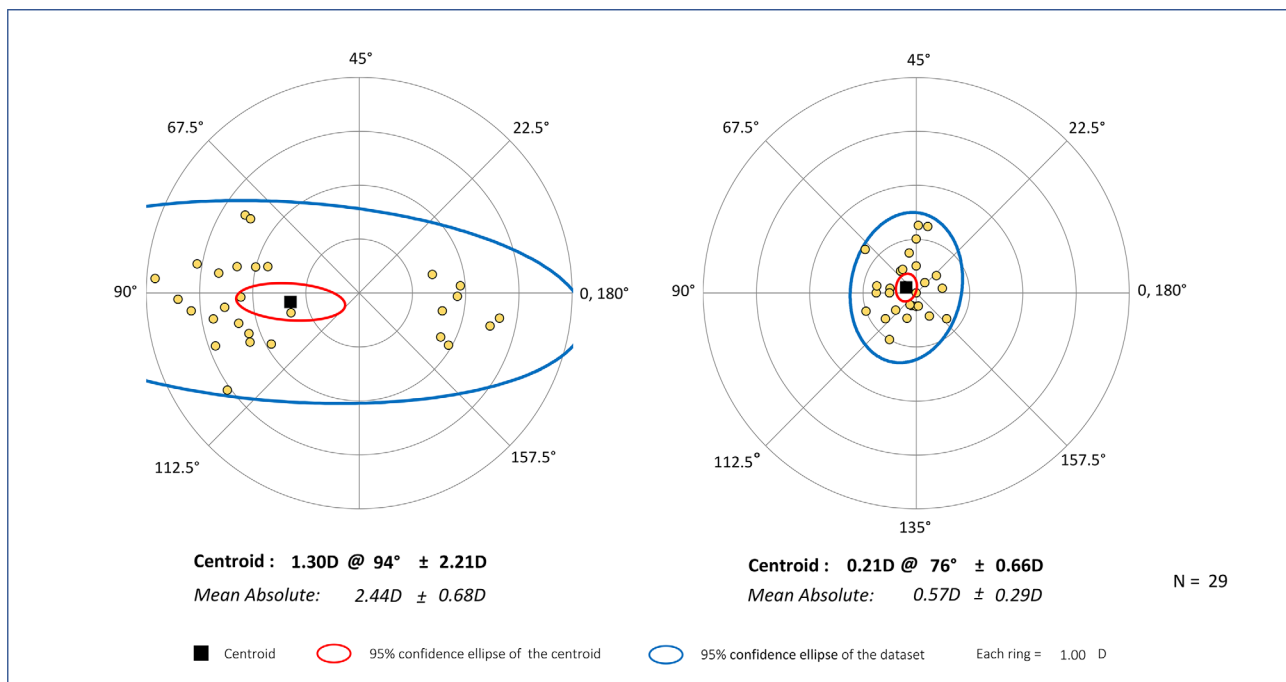 45°
67.5°
22.5°
90°
0, 180°
112.5°
157.5°
Centroid : 1.30D @ 94° ± 2.21D
Mean Absolute: 2.44D ± 0.68D
45°
67.5°
22.5°
90°
0, 180°
112.5°
157.5°
135°
Centroid : 0.21D @ 76° ± 0.66D
Mean Absolute: 0.57D ± 0.29D
N = 29
Centroid
95% confidence ellipse of the centroid
95% confidence ellipse of the dataset
Each ring = 1.00 D